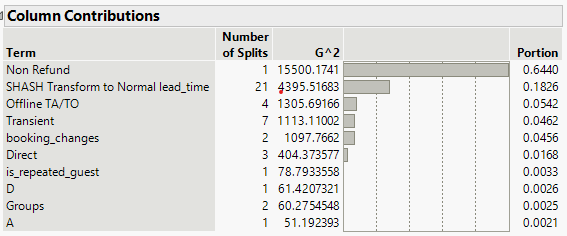 Column Contributions
Term Number of Splits G^2 Portion
Non Refund 1 15500.1741 0.6440
SHASH Transform to Normal lead_time 21 4395.51683 0.1826
Offline TA/TO 4 1305.69166 0.0542
Transient 7 1113.11002 0.0462
booking_changes 2 1097.7662 0.0456
Direct 3 404.373577 0.0168
is_repeated_guest 1 78.7933558 0.0033
D 1 61.4207321 0.0026
Groups 2 60.2754548 0.0025
A 1 51.192393 0.0021